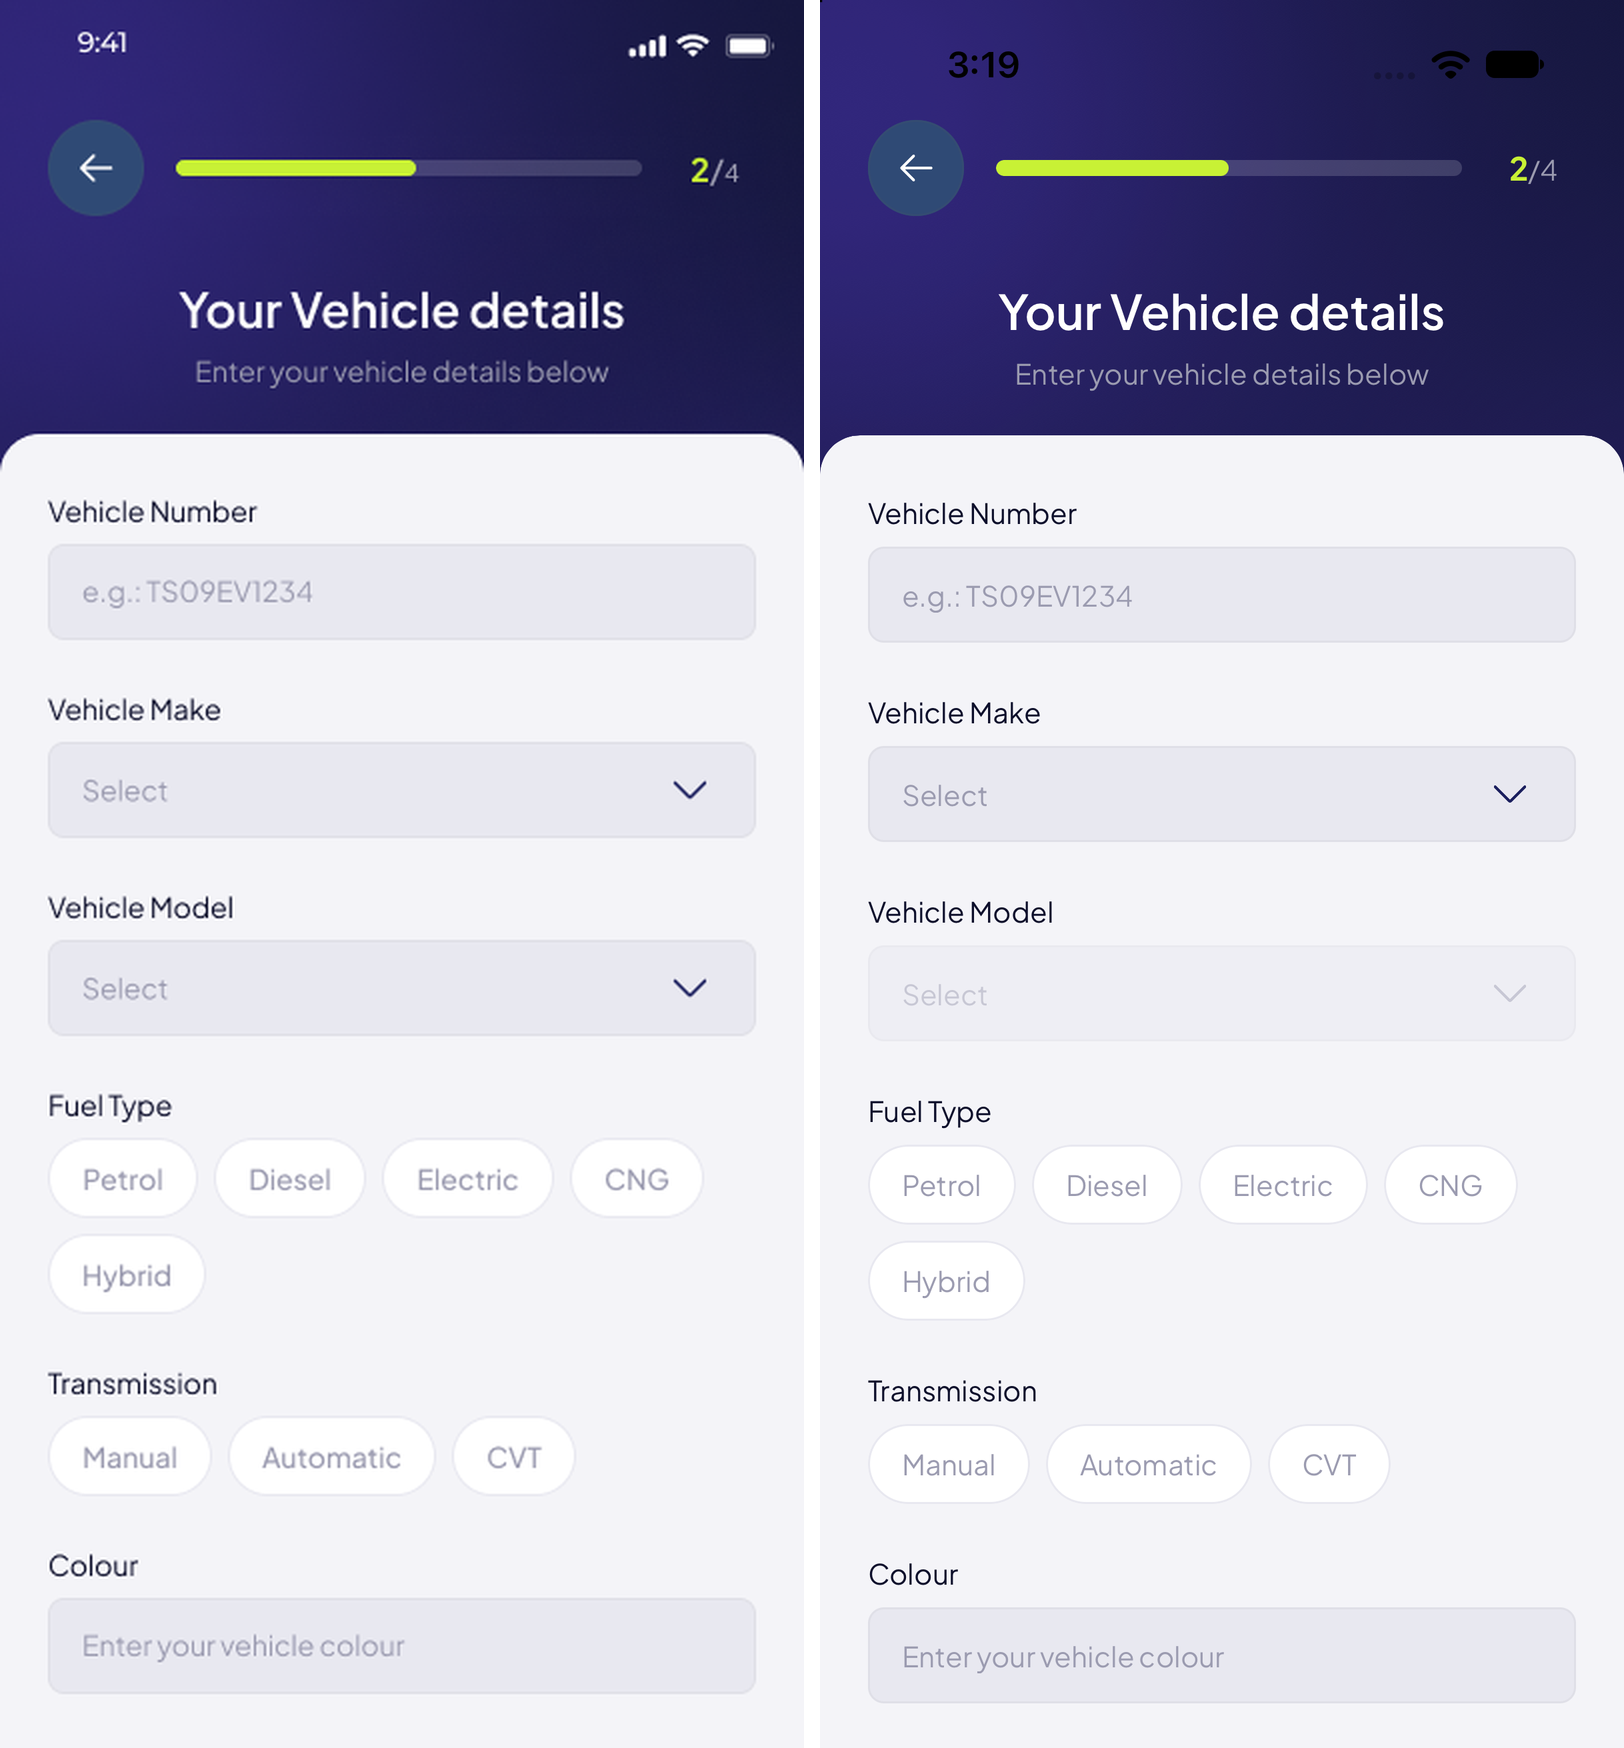 9:41
2/4
Your Vehicle details
Enter your vehicle details below
Vehicle Number
e.g.: TS09EV1234
Vehicle Make
Select
Vehicle Model
Select
Fuel Type
Petrol Diesel Electric CNG
Hybrid
Transmission
Manual Automatic CVT
Colour
Enter your vehicle colour
3:19
2/4
Your Vehicle details
Enter your vehicle details below
Vehicle Number
e.g.: TS09EV1234
Vehicle Make
Select
Vehicle Model
Select
Fuel Type
Petrol Diesel Electric CNG
Hybrid
Transmission
Manual Automatic CVT
Colour
Enter your vehicle colour